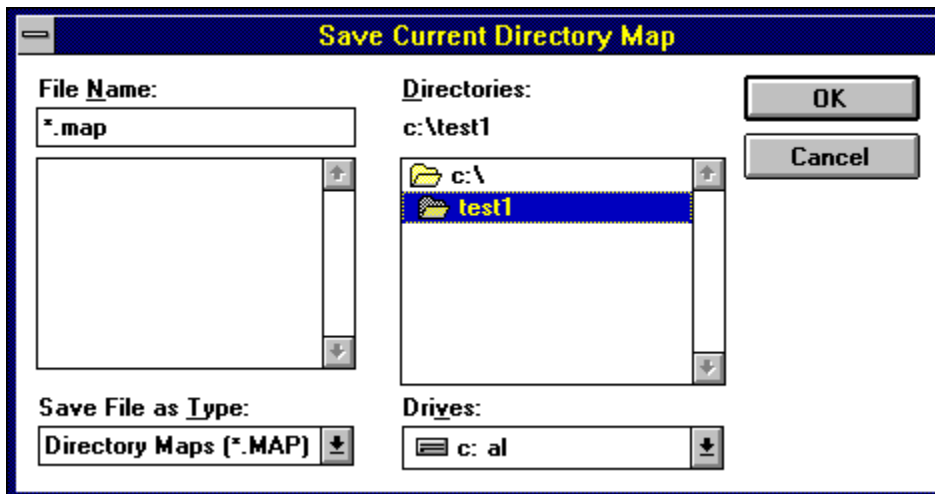 Save Current Directory Map
File Name:
*.map
Directories:
c:\test1
OK
Cancel
c:\
test1
Save File as Type:
Directory Maps (*.MAP)
Drives:
c: al